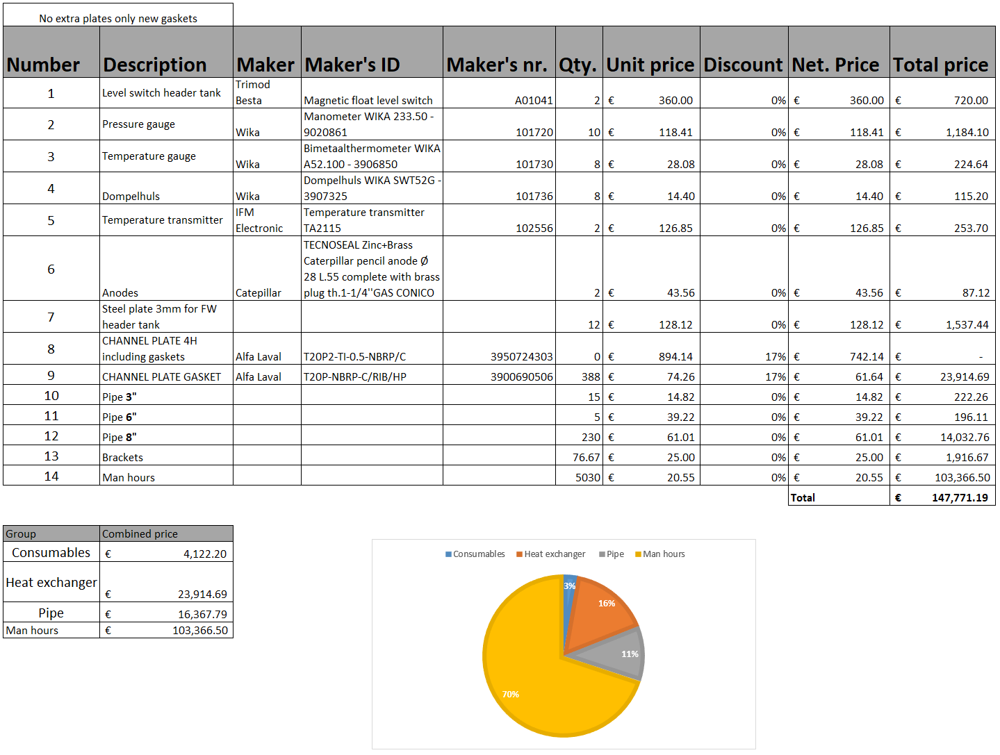 No extra plates only new gaskets
Number Description Maker Maker's ID Maker's nr. Qty. Unit price Discount Net. Price Total price
1 Level switch header tank Trimod Besta Magnetic float level switch A01041 2 € 360.00 0% € 360.00 € 720.00
2 Pressure gauge Wika Manometer WIKA 233.50 - 9020861 101720 10 € 118.41 0% € 118.41 € 1,184.10
3 Temperature gauge Wika Bimetaalthermometer WIKA A52.100 - 3906850 101730 8 € 28.08 0% € 28.08 € 224.64
4 Dompelhuls Wika Dompelhuls WIKA SWT52G - 3907325 101736 8 € 14.40 0% € 14.40 € 115.20
5 Temperature transmitter IFM Electronic Temperature transmitter TA2115 102556 2 € 126.85 0% € 126.85 € 253.70
6 Anodes Catepillar TECNOSEAL Zinc+Brass Caterpillar pencil anode Ø 28 L.55 complete with brass plug th.1-1/4''GAS CONICO 2 € 43.56 0% € 43.56 € 87.12
7 Steel plate 3mm for FW header tank 12 € 128.12 0% € 128.12 € 1,537.44
8 CHANNEL PLATE 4H including gaskets Alfa Laval T20P2-TI-0.5-NBRP/C 3950724303 0 € 894.14 17% € 742.14 € -
9 CHANNEL PLATE GASKET Alfa Laval T20P-NBRP-C/RIB/HP 3900690506 388 € 74.26 17% € 61.64 € 23,914.69
10 Pipe 3" 15 € 14.82 0% € 14.82 € 222.26
11 Pipe 6" 5 € 39.22 0% € 39.22 € 196.11
12 Pipe 8" 230 € 61.01 0% € 61.01 € 14,032.76
13 Brackets 76.67 € 25.00 0% € 25.00 € 1,916.67
14 Man hours 5030 € 20.55 0% € 20.55 € 103,366.50
Total € 147,771.19
Group Combined price
Consumables € 4,122.20
Heat exchanger € 23,914.69
Pipe € 16,367.79
Man hours € 103,366.50
Consumables Heat exchanger Pipe Man hours
3%
16%
11%
70%